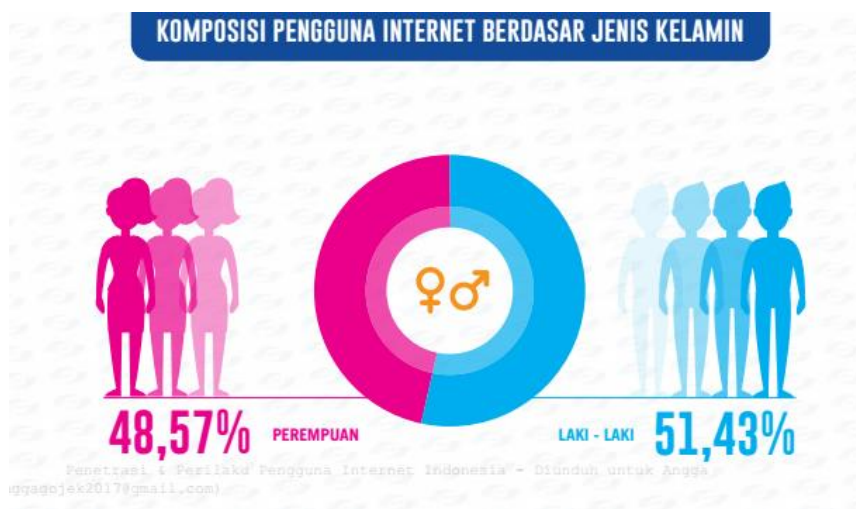 KOMPOSISI PENGGUNA INTERNET BERDASAR JENIS KELAMIN
48,57% PEREMPUAN
LAKI - LAKI 51,43%
Penetrasi & Perilaku Pengguna Internet Indonesia - Diunduh untuk Angga
nggagojek2017@gmail.com)